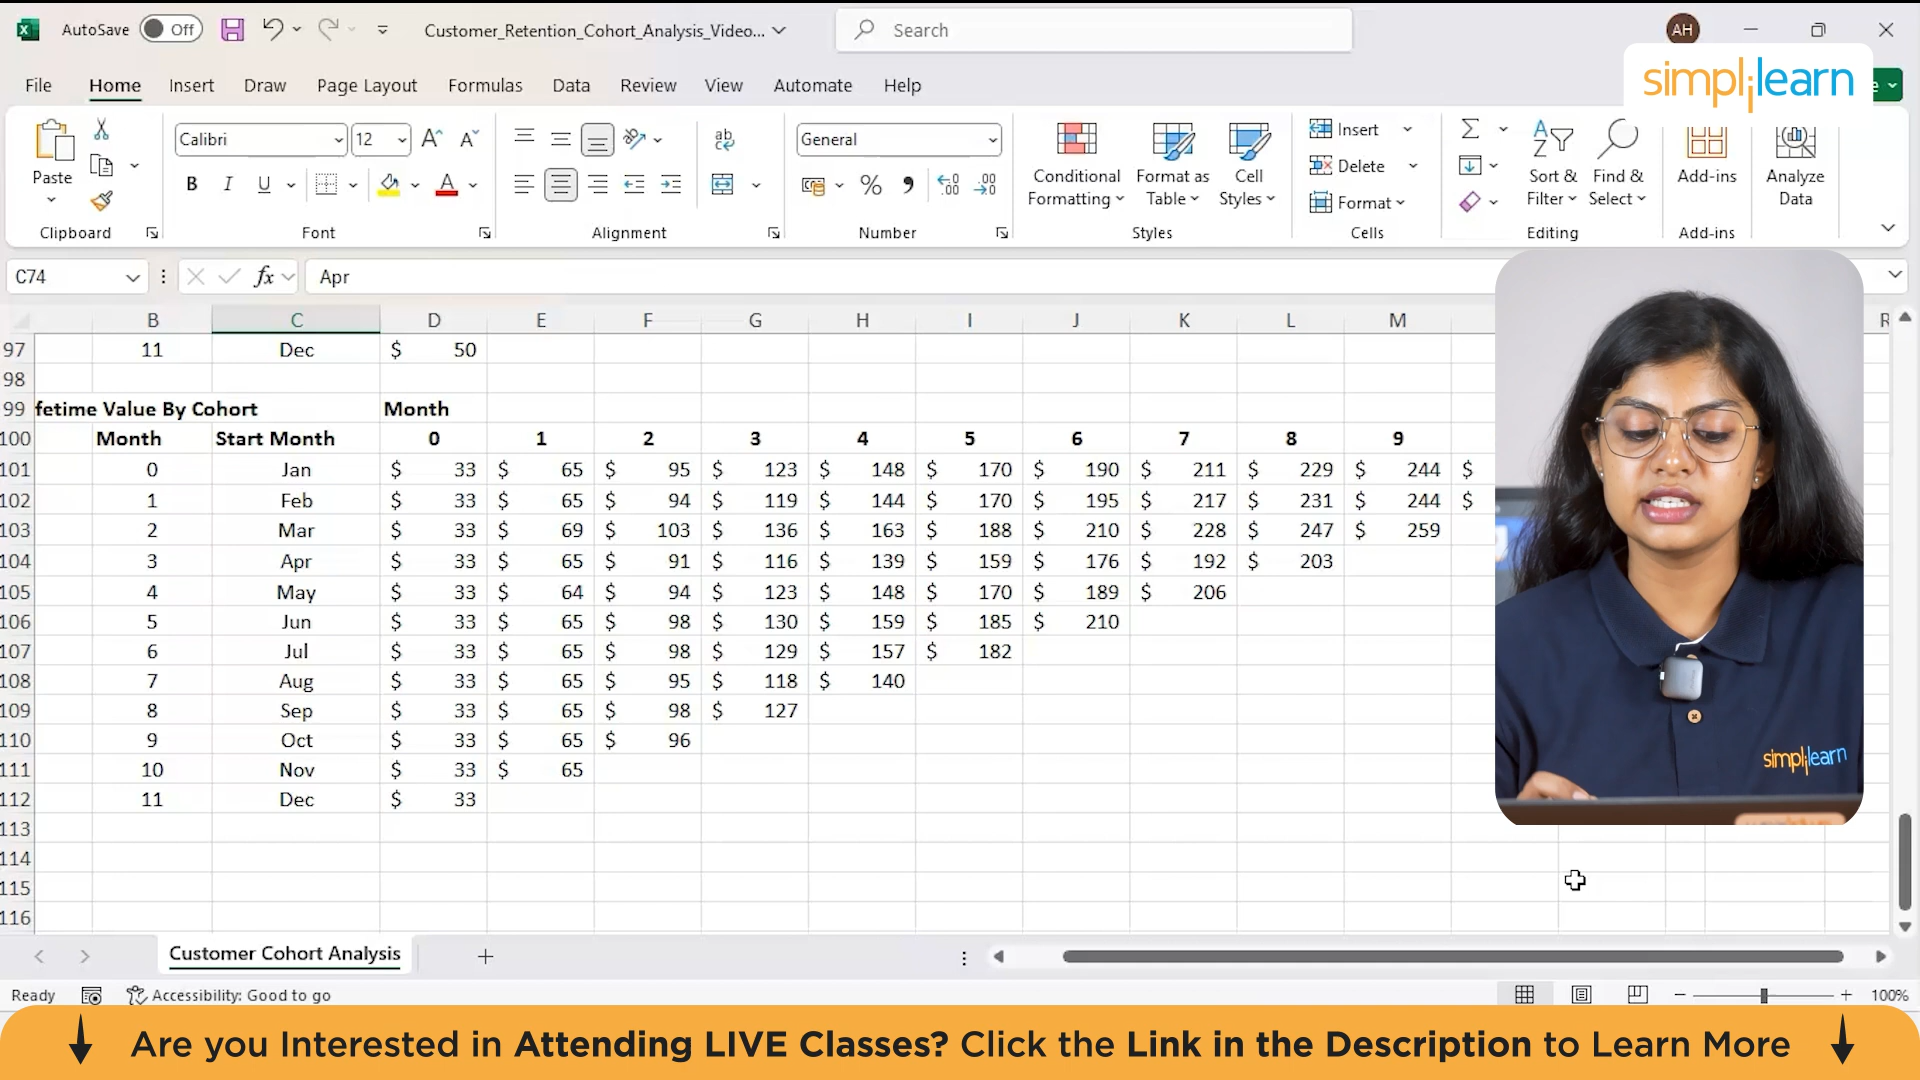 AutoSave Off Customer_Retention_Cohort_Analysis_Video... Search AH
simplilearn
File Home Insert Draw Page Layout Formulas Data Review View Automate Help
Paste Calibri 12 General Conditional Formatting Format as Table Cell Styles Insert Delete Format Sort & Filter Find & Select Add-ins Analyze Data
B I U
Clipboard Font Alignment Number Styles Cells Editing Add-ins
C74 fx Apr
B C D E F G H I J K L M
97 11 Dec $ 50
98
99 fetime Value By Cohort Month
100 Month Start Month 0 1 2 3 4 5 6 7 8 9
101 0 Jan $ 33 $ 65 $ 95 $ 123 $ 148 $ 170 $ 190 $ 211 $ 229 $ 244 $
102 1 Feb $ 33 $ 65 $ 94 $ 119 $ 144 $ 170 $ 195 $ 217 $ 231 $ 244 $
103 2 Mar $ 33 $ 69 $ 103 $ 136 $ 163 $ 188 $ 210 $ 228 $ 247 $ 259
104 3 Apr $ 33 $ 65 $ 91 $ 116 $ 139 $ 159 $ 176 $ 192 $ 203
105 4 May $ 33 $ 64 $ 94 $ 123 $ 148 $ 170 $ 189 $ 206
106 5 Jun $ 33 $ 65 $ 98 $ 130 $ 159 $ 185 $ 210
107 6 Jul $ 33 $ 65 $ 98 $ 129 $ 157 $ 182
108 7 Aug $ 33 $ 65 $ 95 $ 118 $ 140
109 8 Sep $ 33 $ 65 $ 98 $ 127
110 9 Oct $ 33 $ 65 $ 96
111 10 Nov $ 33 $ 65
112 11 Dec $ 33
113
114
115
116
simplilearn
Customer Cohort Analysis
Ready Accessibility: Good to go 100%
Are you Interested in Attending LIVE Classes? Click the Link in the Description to Learn More